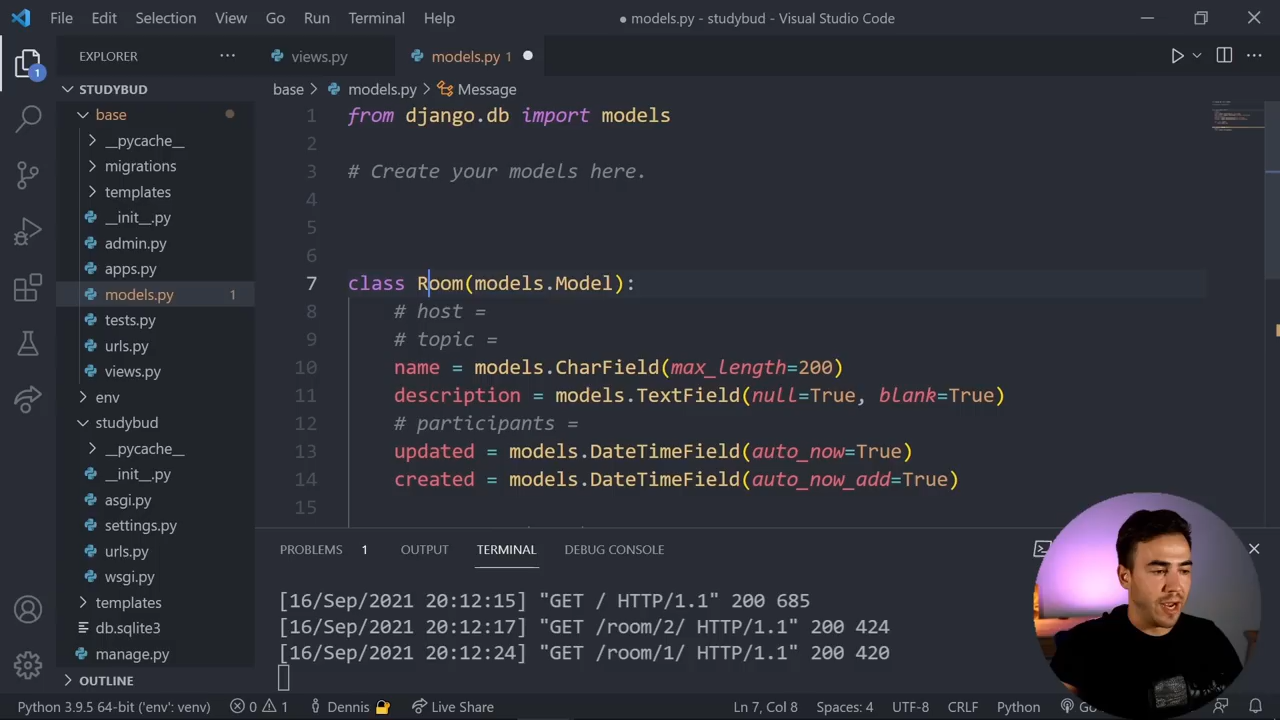 File Edit Selection View Go Run Terminal Help
● models.py - studybud - Visual Studio Code
EXPLORER
views.py
models.py 1
STUDYBUD
base > models.py > Message
base
__pycache__
migrations
templates
__init__.py
admin.py
apps.py
models.py 1
tests.py
urls.py
views.py
env
studybud
__pycache__
__init__.py
asgi.py
settings.py
urls.py
wsgi.py
templates
db.sqlite3
manage.py
OUTLINE
1
1 from django.db import models
2
3 # Create your models here.
4
5
6
7 class Room(models.Model):
8 # host =
9 # topic =
10 name = models.CharField(max_length=200)
11 description = models.TextField(null=True, blank=True)
12 # participants =
13 updated = models.DateTimeField(auto_now=True)
14 created = models.DateTimeField(auto_now_add=True)
15
PROBLEMS 1 OUTPUT TERMINAL DEBUG CONSOLE
[16/Sep/2021 20:12:15] "GET / HTTP/1.1" 200 685
[16/Sep/2021 20:12:17] "GET /room/2/ HTTP/1.1" 200 424
[16/Sep/2021 20:12:24] "GET /room/1/ HTTP/1.1" 200 420
Python 3.9.5 64-bit ('env': venv) 0 1 Dennis Live Share Ln 7, Col 8 Spaces: 4 UTF-8 CRLF Python